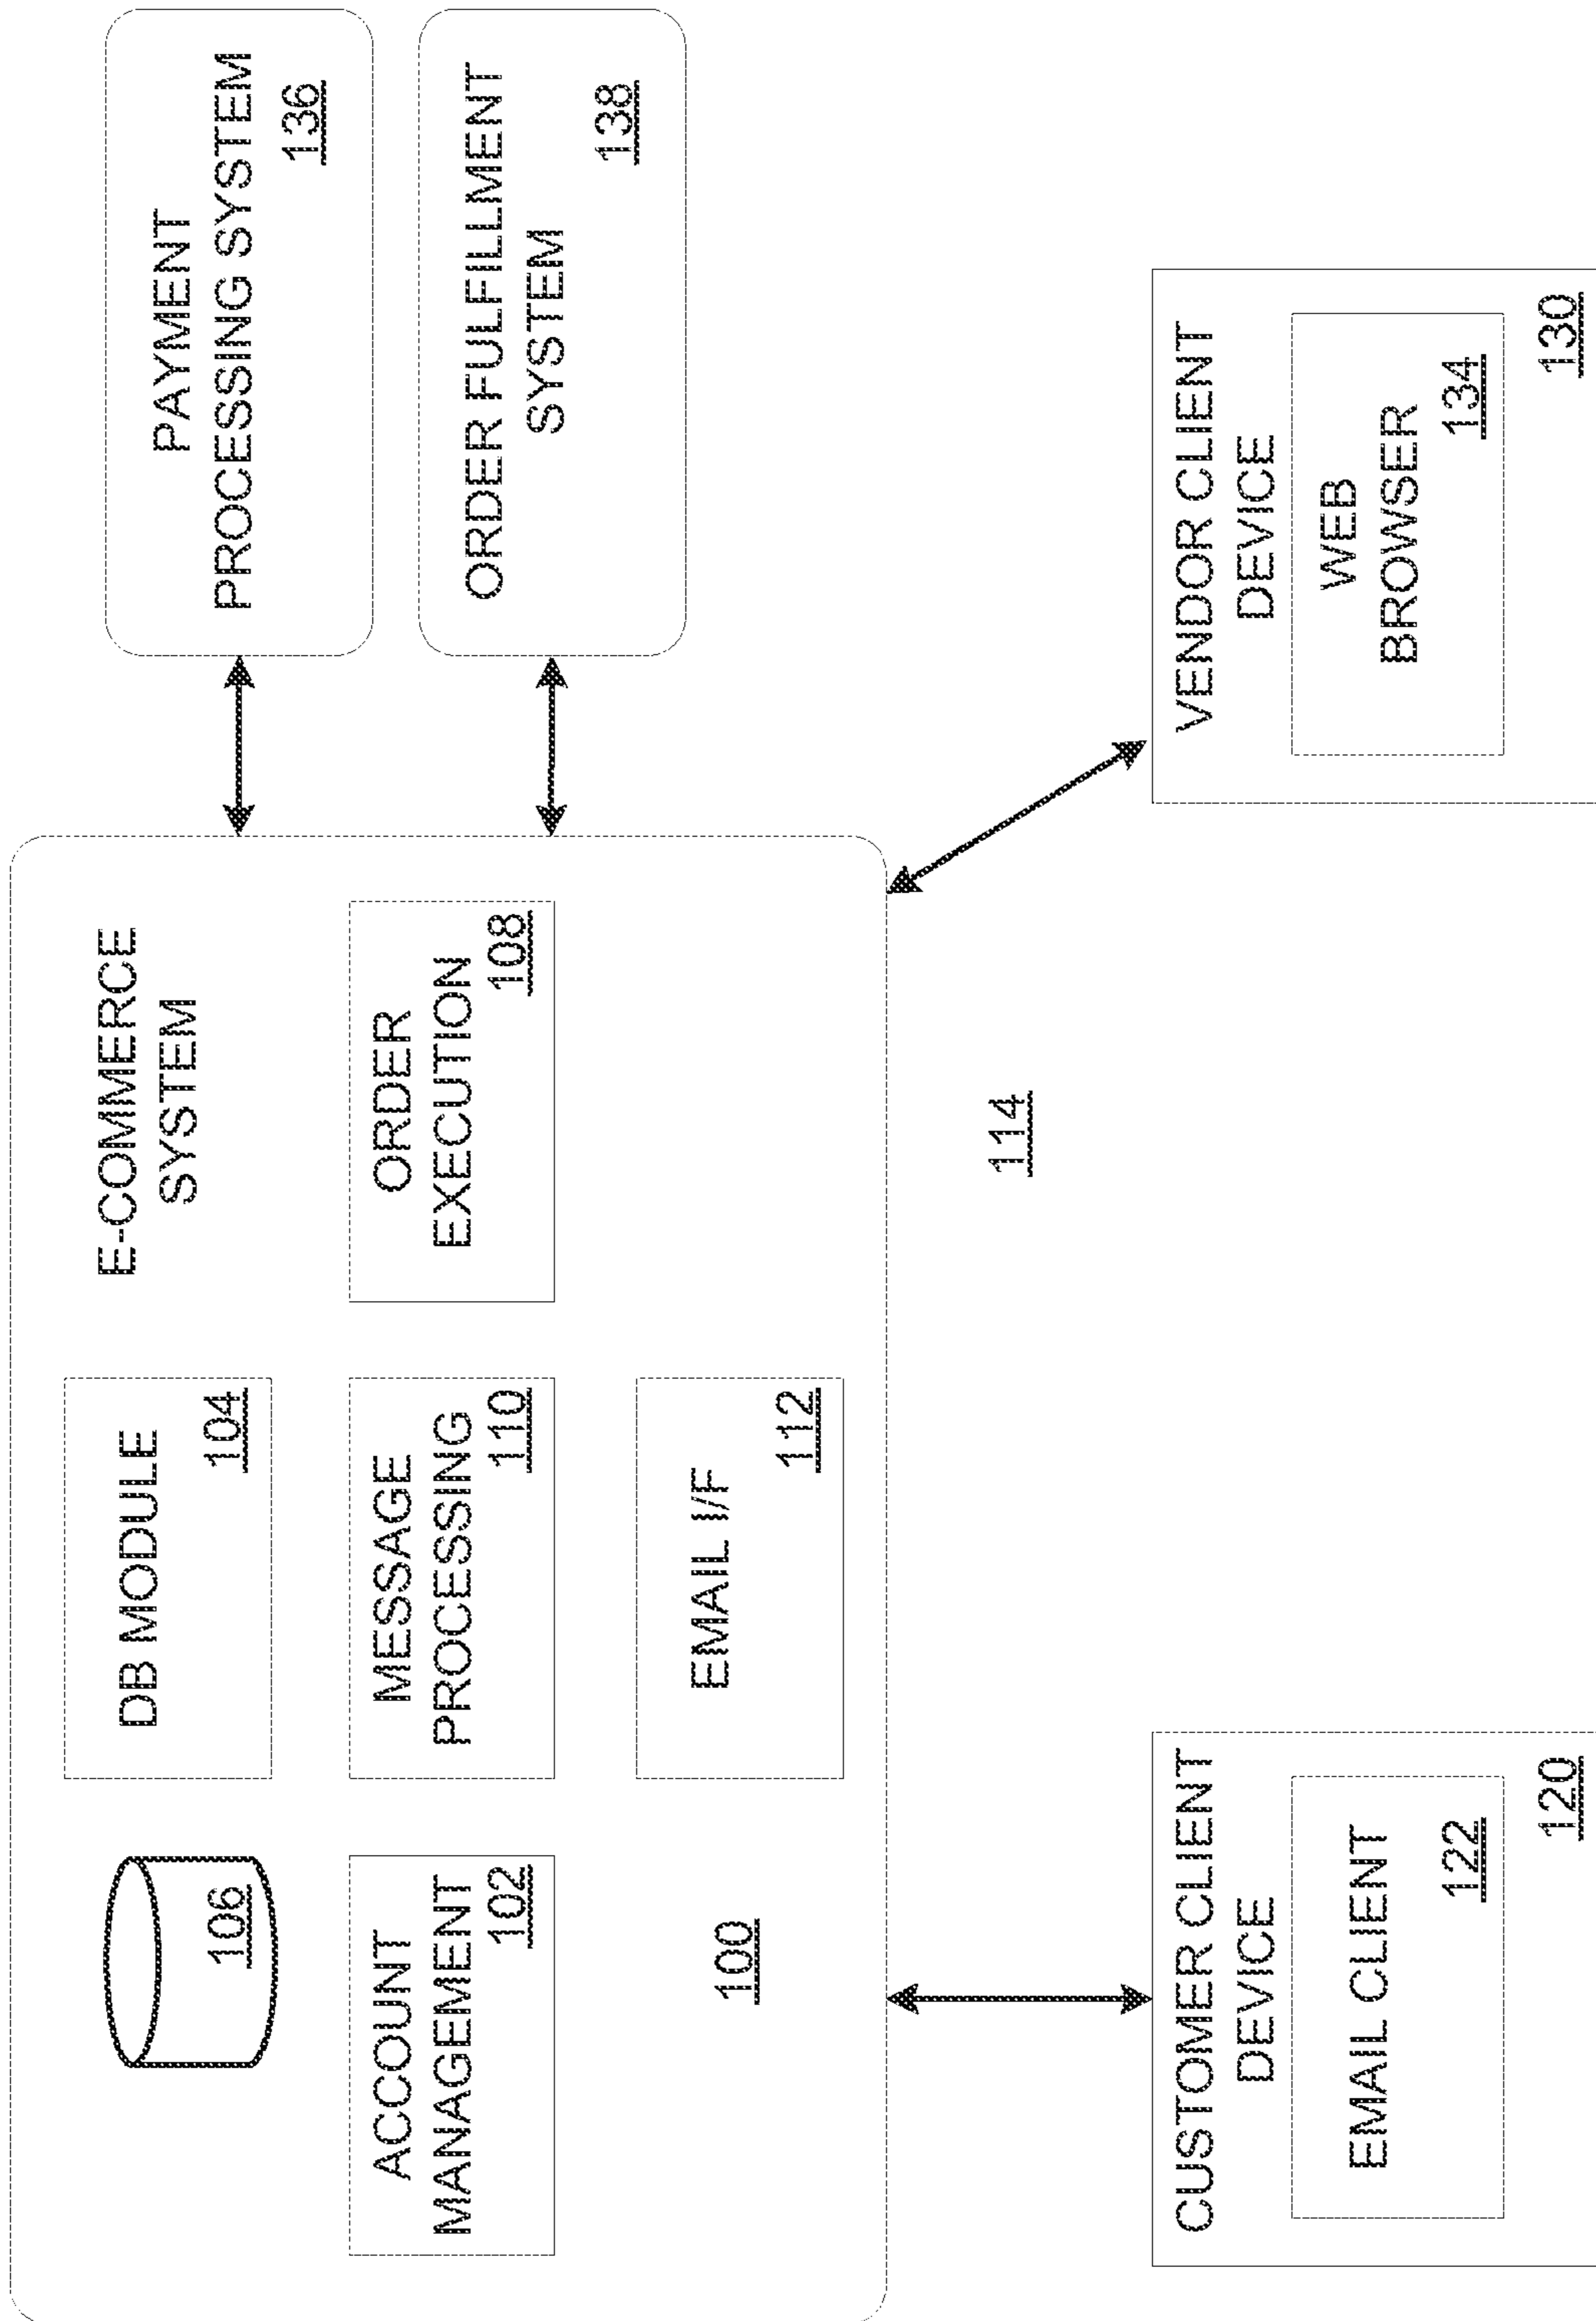 E-COMMERCE
SYSTEM
106
DB MODULE
104
ACCOUNT
MANAGEMENT
102
MESSAGE
PROCESSING
110
ORDER
EXECUTION
108
100
EMAIL I/F
112
PAYMENT
PROCESSING SYSTEM
136
ORDER FULFILLMENT
SYSTEM
138
114
CUSTOMER CLIENT
DEVICE
EMAIL CLIENT
122
120
VENDOR CLIENT
DEVICE
WEB
BROWSER
134
130